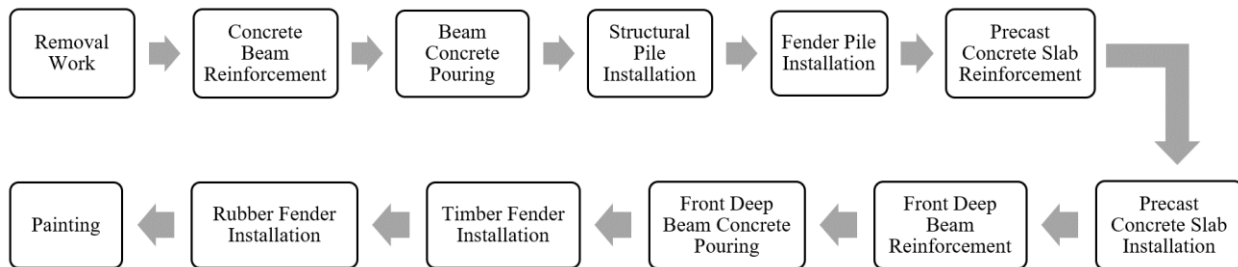 Removal
Work
Concrete
Beam
Reinforcement
Beam
Concrete
Pouring
Structural
Pile
Installation
Fender Pile
Installation
Precast
Concrete Slab
Reinforcement
Precast
Concrete Slab
Installation
Front Deep
Beam
Reinforcement
Front Deep
Beam Concrete
Pouring
Timber Fender
Installation
Rubber Fender
Installation
Painting